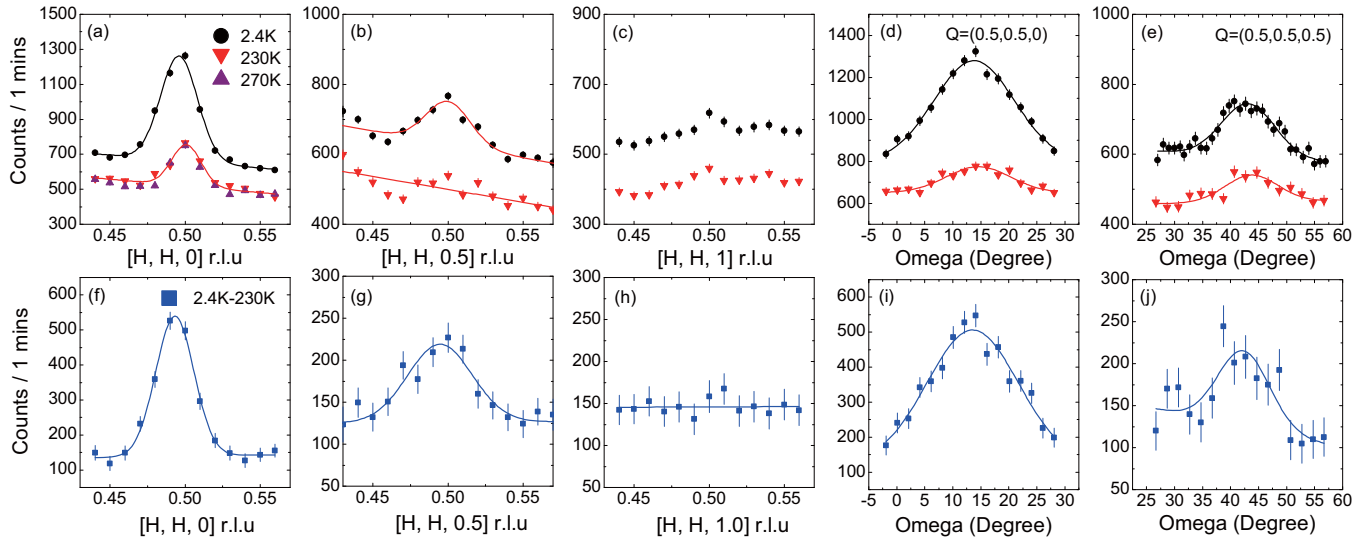 (a)
2.4K
230K
270K
Counts / 1 mins
1500
1300
1100
900
700
500
300
0.45 0.50 0.55
[H, H, 0] r.l.u
(b)
1000
800
600
400
0.45 0.50 0.55
[H, H, 0.5] r.l.u
(c)
900
700
500
300
0.45 0.50 0.55
[H, H, 1] r.l.u
(d)
Q=(0.5,0.5,0)
1400
1200
1000
800
600
-5 0 5 10 15 20 25 30
Omega (Degree)
(e)
Q=(0.5,0.5,0.5)
1000
800
600
400
25 30 35 40 45 50 55 60
Omega (Degree)
(f)
2.4K-230K
Counts / 1 mins
600
500
400
300
200
100
0.45 0.50 0.55
[H, H, 0] r.l.u
(g)
300
250
200
150
100
50
0.45 0.50 0.55
[H, H, 0.5] r.l.u
(h)
300
250
200
150
100
50
0.45 0.50 0.55
[H, H, 1.0] r.l.u
(i)
600
500
400
300
200
100
-5 0 5 10 15 20 25 30
Omega (Degree)
(j)
300
250
200
150
100
50
25 30 35 40 45 50 55 60
Omega (Degree)